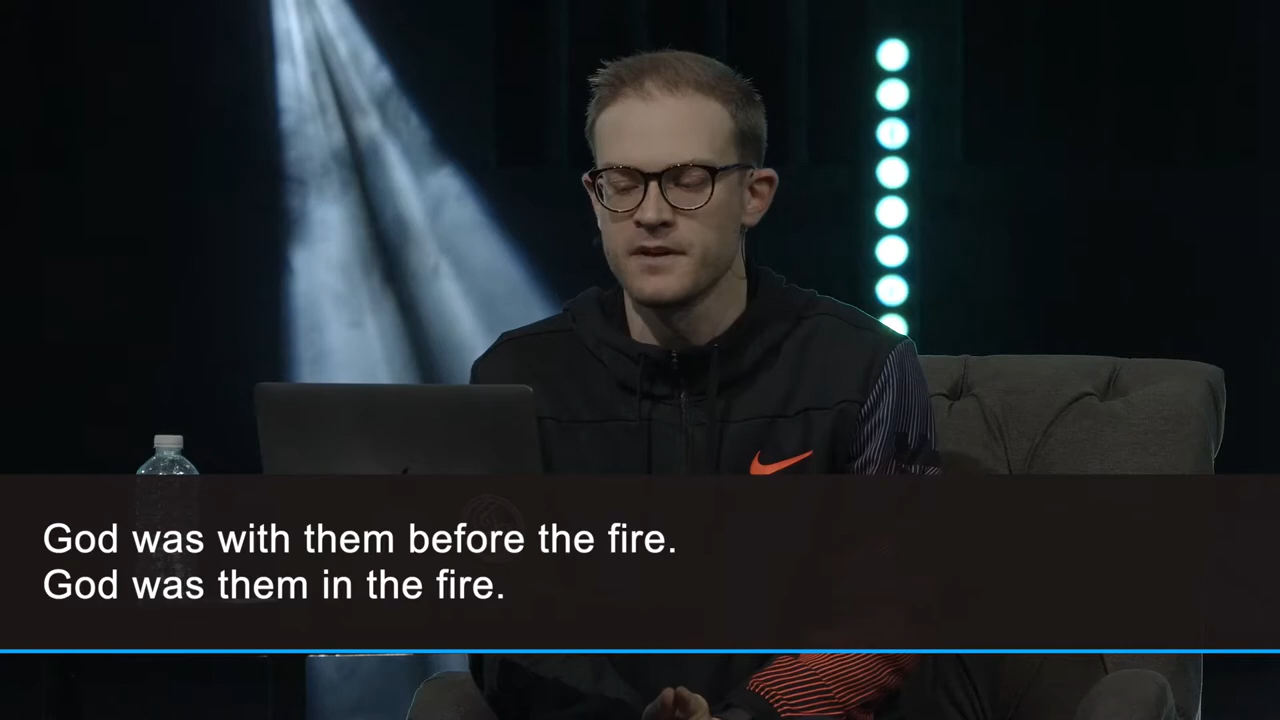 God was with them before the fire.
God was them in the fire.